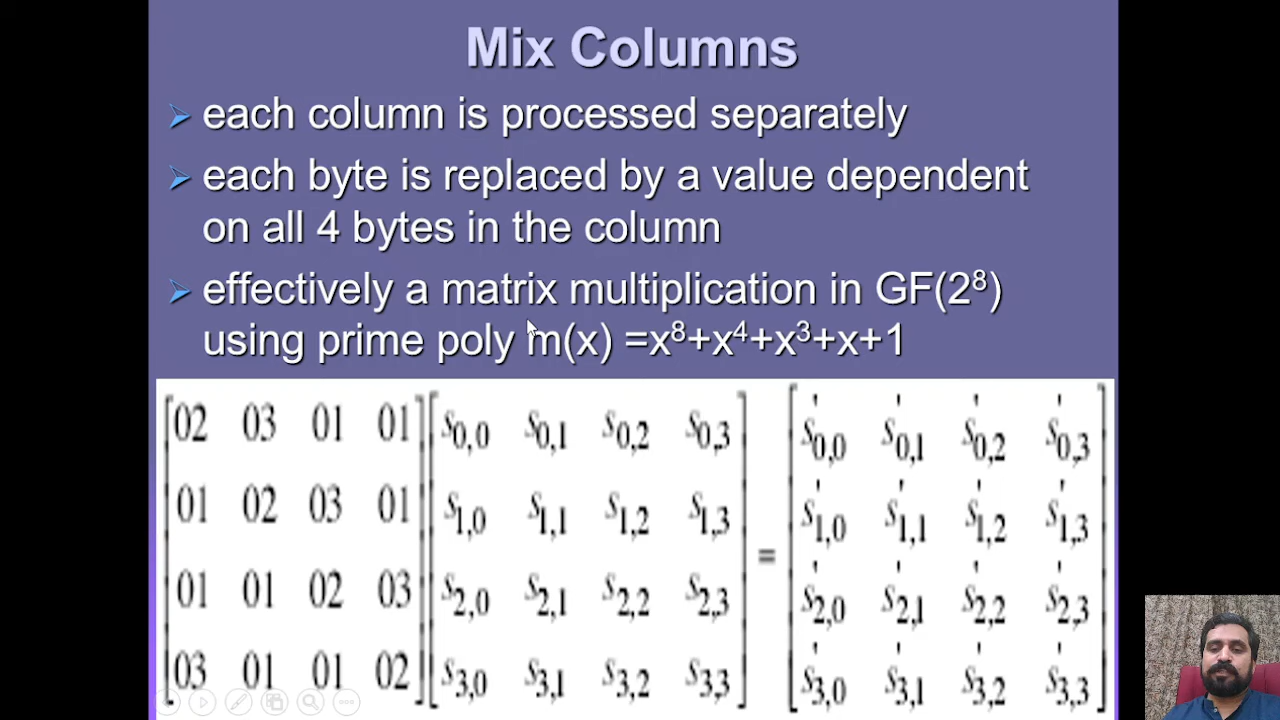 Mix Columns
➢ each column is processed separately
➢ each byte is replaced by a value dependent
on all 4 bytes in the column
➢ effectively a matrix multiplication in GF(2⁸)
using prime poly m(x) =x⁸+x⁴+x³+x+1
02 03 01 01 s0,0 s0,1 s0,2 s0,3 s'0,0 s'0,1 s'0,2 s'0,3
01 02 03 01 s1,0 s1,1 s1,2 s1,3 s'1,0 s'1,1 s'1,2 s'1,3
=
01 01 02 03 s2,0 s2,1 s2,2 s2,3 s'2,0 s'2,1 s'2,2 s'2,3
03 01 01 02 s3,0 s3,1 s3,2 s3,3 s'3,0 s'3,1 s'3,2 s'3,3